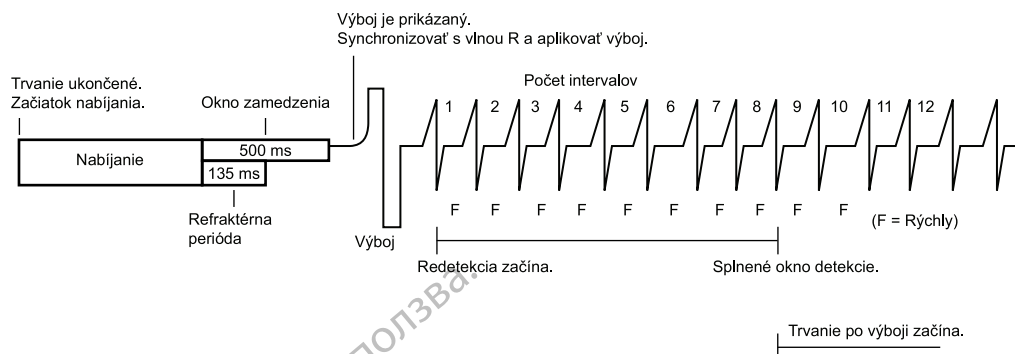 Výboj je prikázaný.
Synchronizovať s vlnou R a aplikovať výboj.
Trvanie ukončené.
Začiatok nabíjania.
Okno zamedzenia
Počet intervalov
1 2 3 4 5 6 7 8 9 10 11 12
Nabíjanie
500 ms
135 ms
Refraktérna
perióda
F F F F F F F F F F
(F = Rýchly)
Výboj
Redetekcia začína.
Splnené okno detekcie.
ползва.
Trvanie po výboji začína.